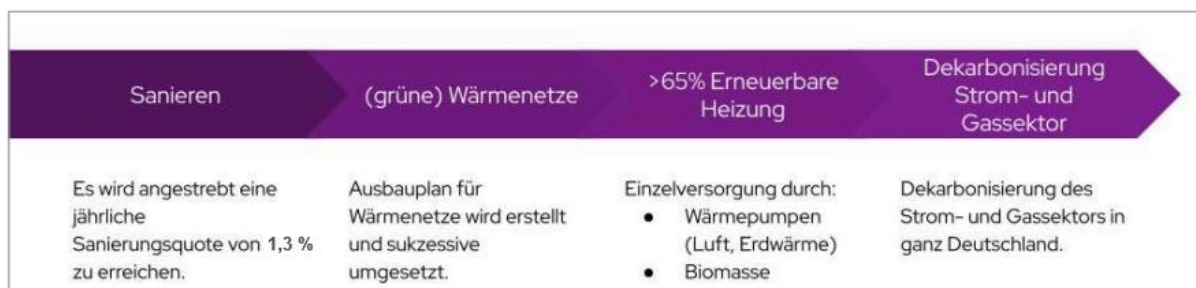 Sanieren
(grüne) Wärmenetze
>65% Erneuerbare
Heizung
Dekarbonisierung
Strom- und
Gassektor
Es wird angestrebt eine
jährliche
Sanierungsquote von 1,3 %
zu erreichen.
Ausbauplan für
Wärmenetze wird erstellt
und sukzessive
umgesetzt.
Einzelversorgung durch:
● Wärmepumpen
(Luft, Erdwärme)
● Biomasse
Dekarbonisierung des
Strom- und Gassektors in
ganz Deutschland.